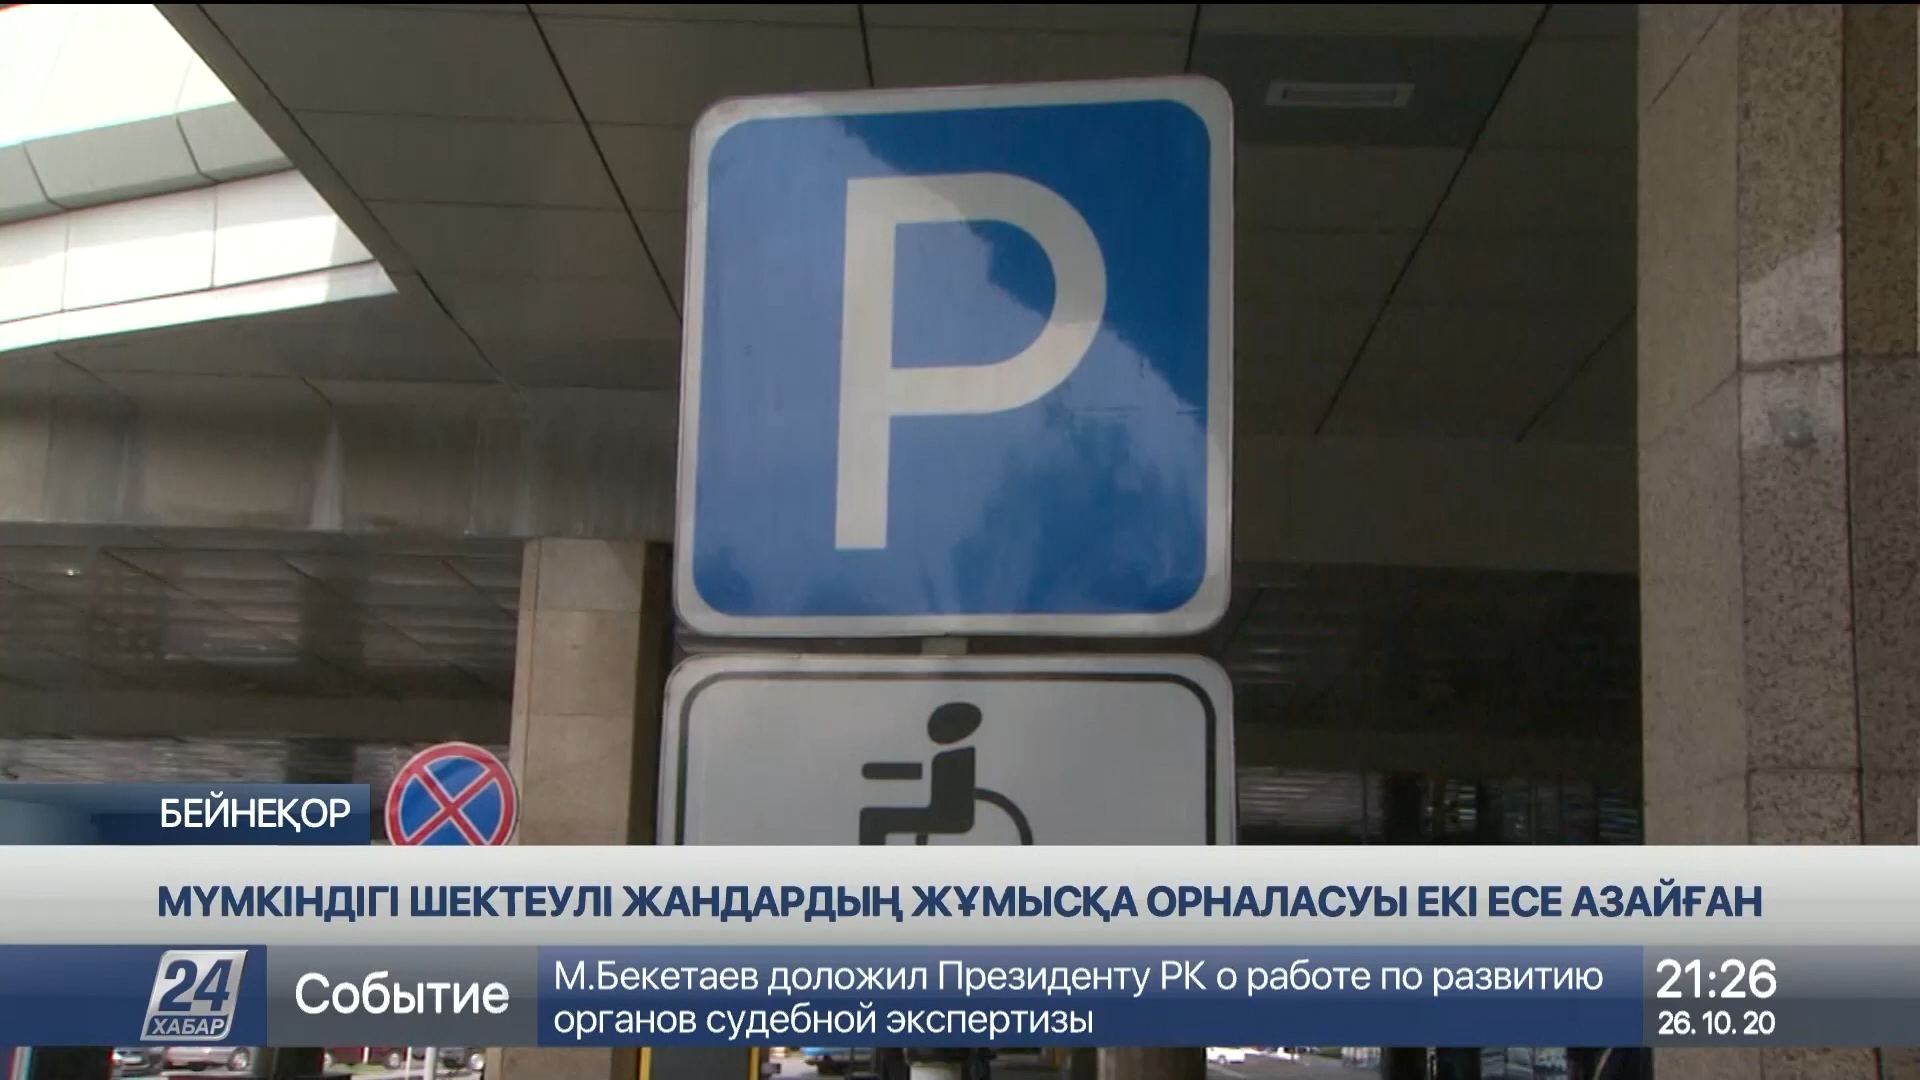 P
БЕЙНЕҚОР
МҮМКІНДІГІ ШЕКТЕУЛІ ЖАНДАРДЫҢ ЖҰМЫСҚА ОРНАЛАСУЫ ЕКІ ЕСЕ АЗАЙҒАН
24
ХАБАР
Событие
М.Бекетаев доложил Президенту РК о работе по развитию
органов судебной экспертизы
21:26
26. 10. 20